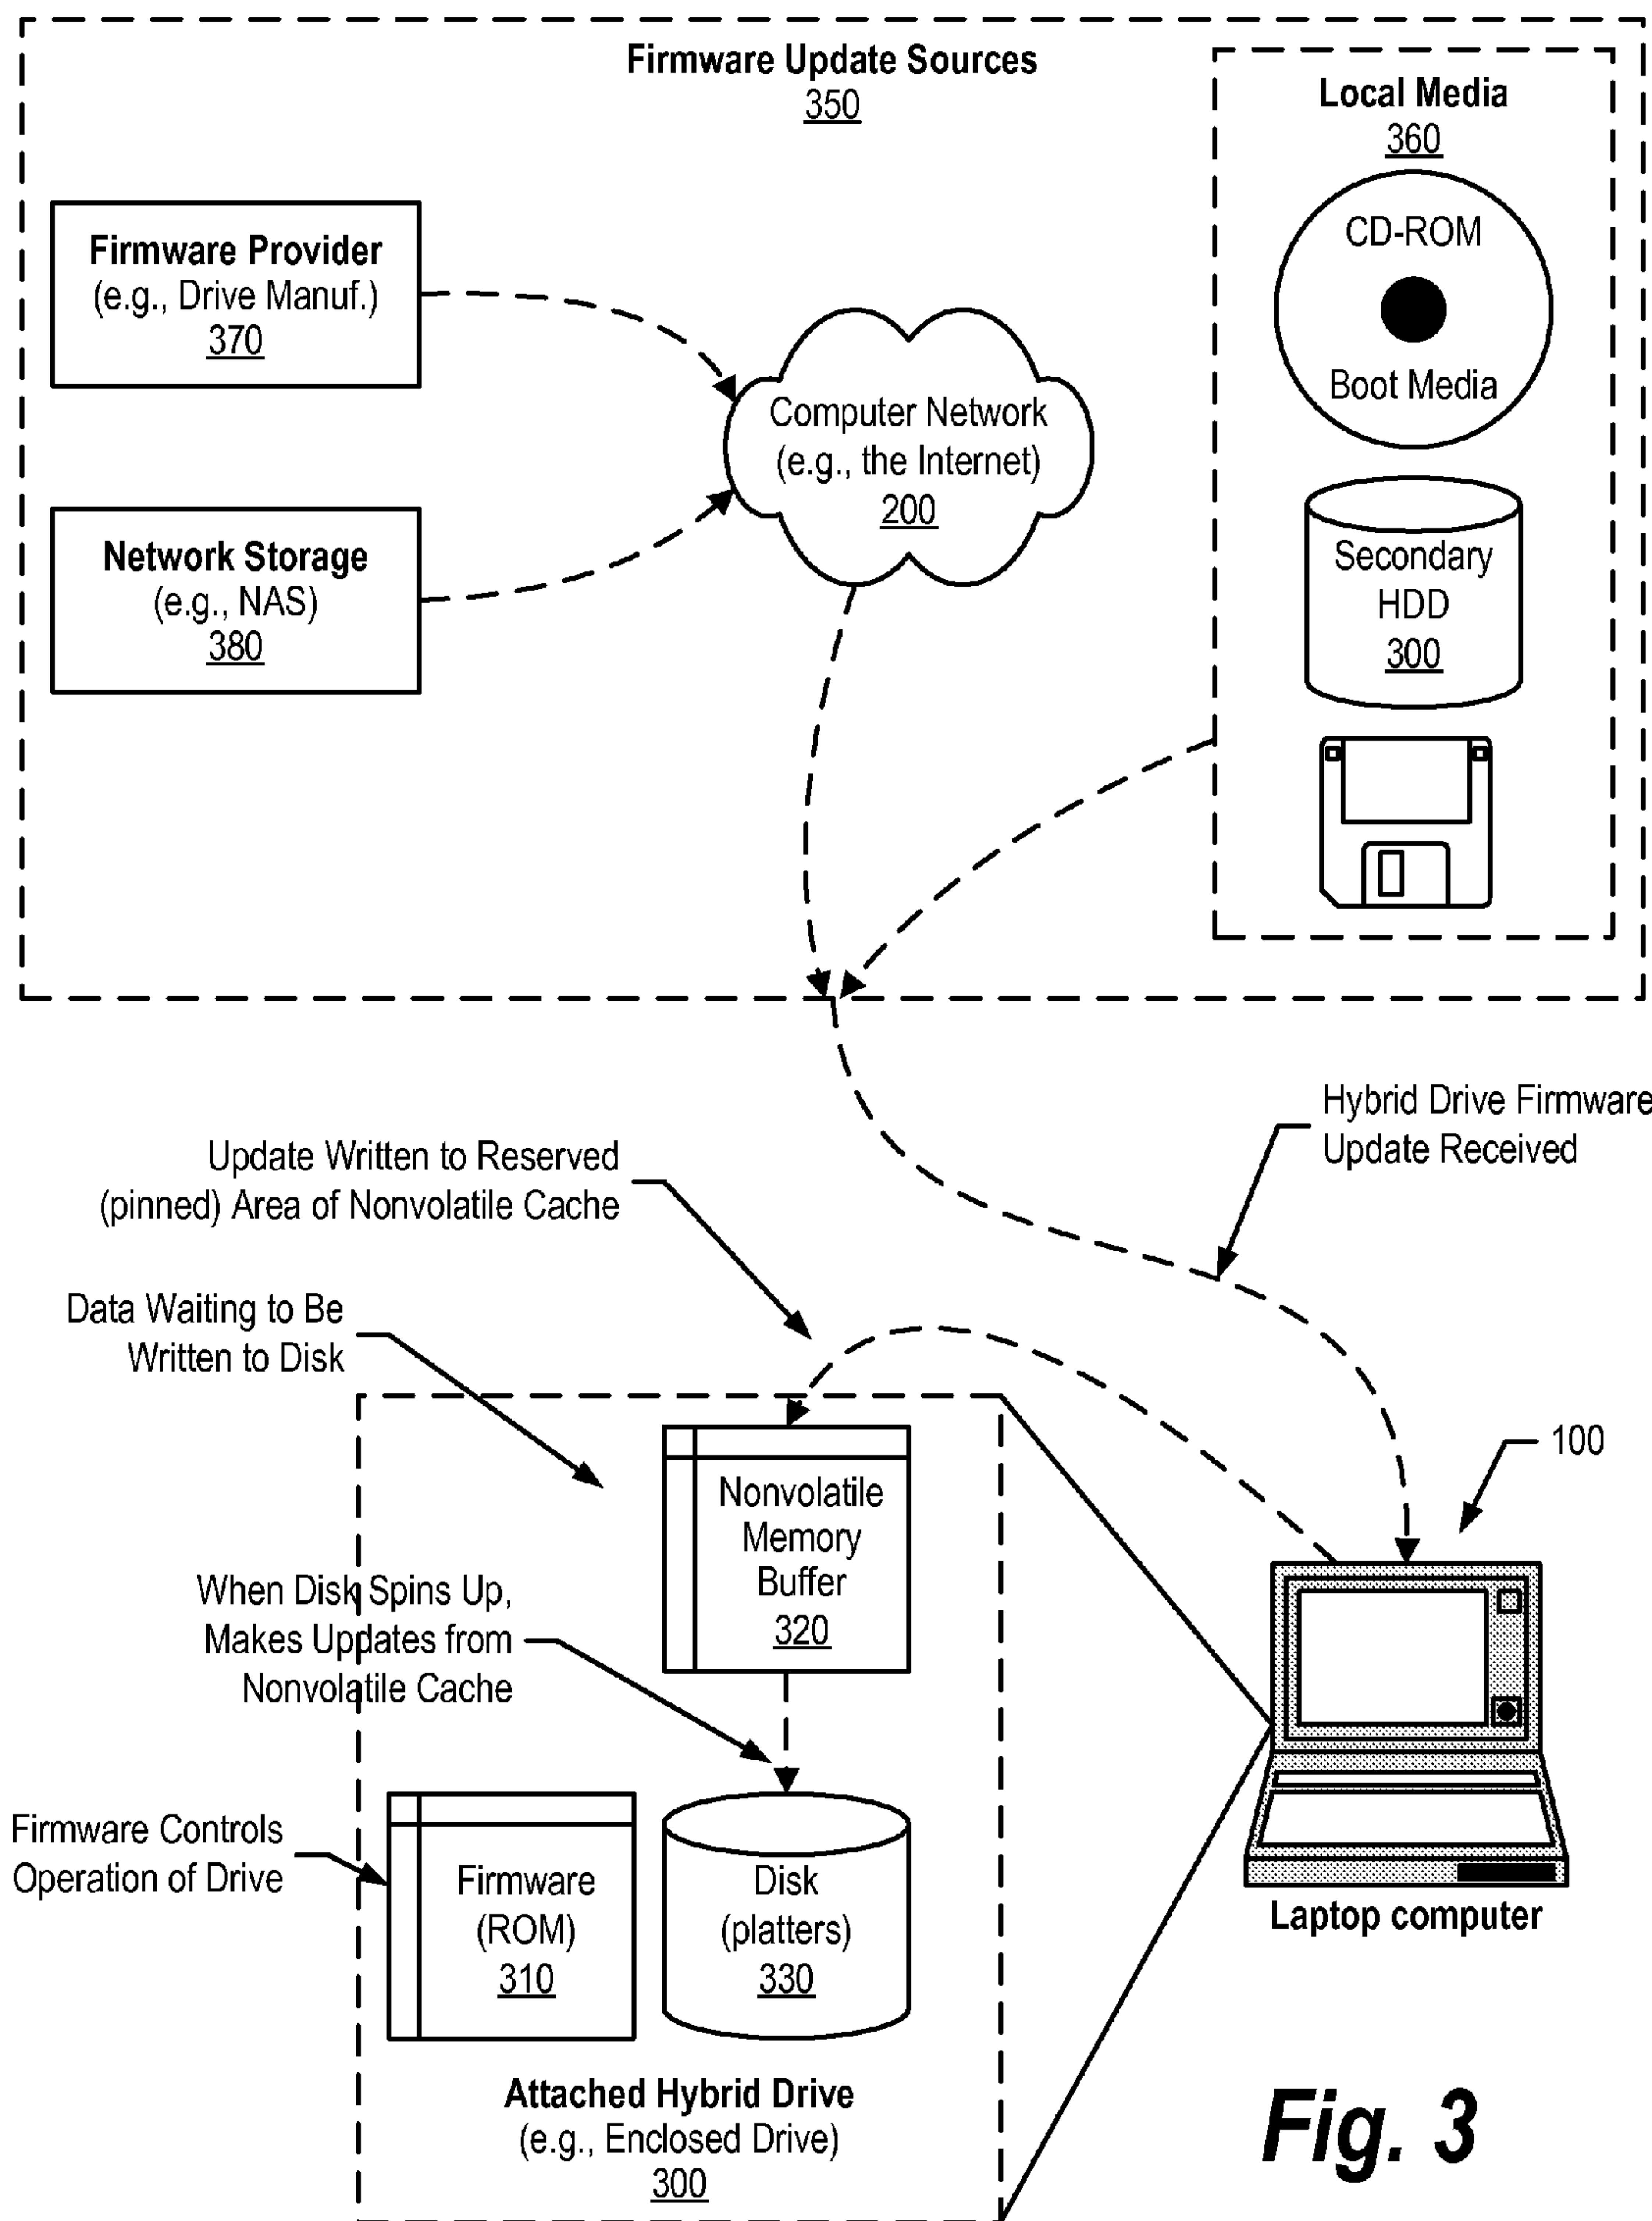 Firmware Update Sources
350
Local Media
360
CD-ROM
Boot Media
Firmware Provider
(e.g., Drive Manuf.)
370
Computer Network
(e.g., the Internet)
200
Network Storage
(e.g., NAS)
380
Secondary
HDD
300
Hybrid Drive Firmware
Update Received
Update Written to Reserved
(pinned) Area of Nonvolatile Cache
Data Waiting to Be
Written to Disk
100
Nonvolatile
Memory
Buffer
320
When Disk Spins Up,
Makes Updates from
Nonvolatile Cache
Firmware Controls
Operation of Drive
Firmware
(ROM)
310
Disk
(platters)
330
Laptop computer
Attached Hybrid Drive
(e.g., Enclosed Drive)
300
Fig. 3